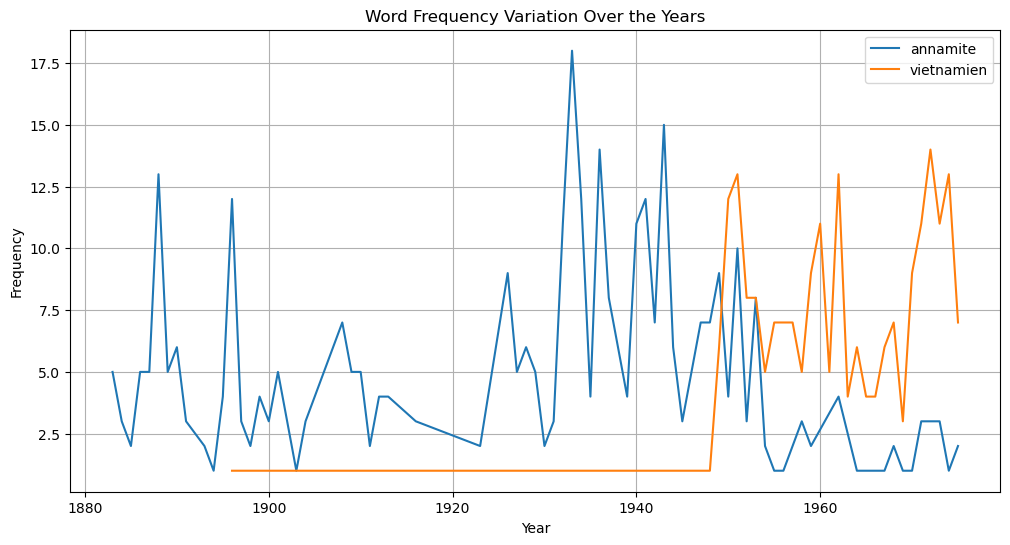 Word Frequency Variation Over the Years
annamite
vietnamien
17.5
15.0
12.5
10.0
7.5
5.0
2.5
Frequency
1880
1900
1920
1940
1960
Year